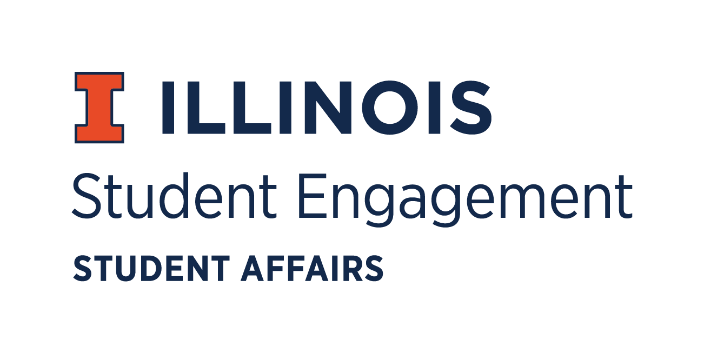 I ILLINOIS
Student Engagement
STUDENT AFFAIRS